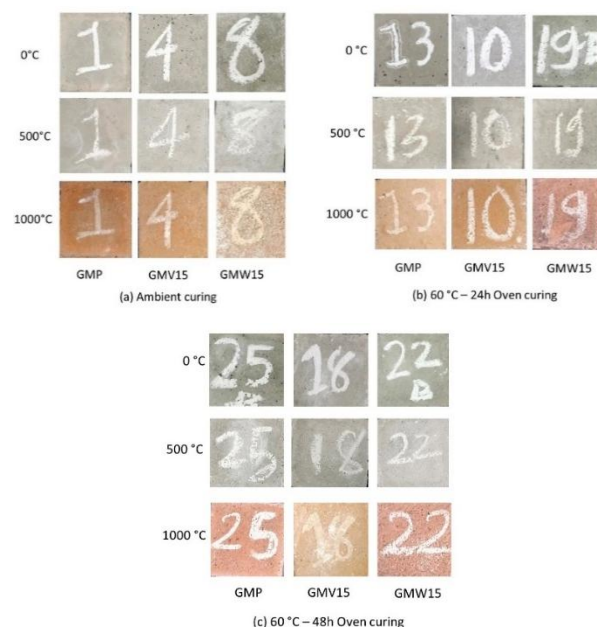 0°C 1 4 8
500°C 1 4 8
1000°C 1 4 8
GMP GMV15 GMW15
(a) Ambient curing
0°C 13 10 19B
500 °C 13 10 19
1000 °C 13 10. 19
GMP GMV15 GMW15
(b) 60 °C – 24h Oven curing
0 °C 25 18 22
B
500 °C 25 18 22
1000 °C 25 18 22
GMP GMV15 GMW15
(c) 60 °C – 48h Oven curing